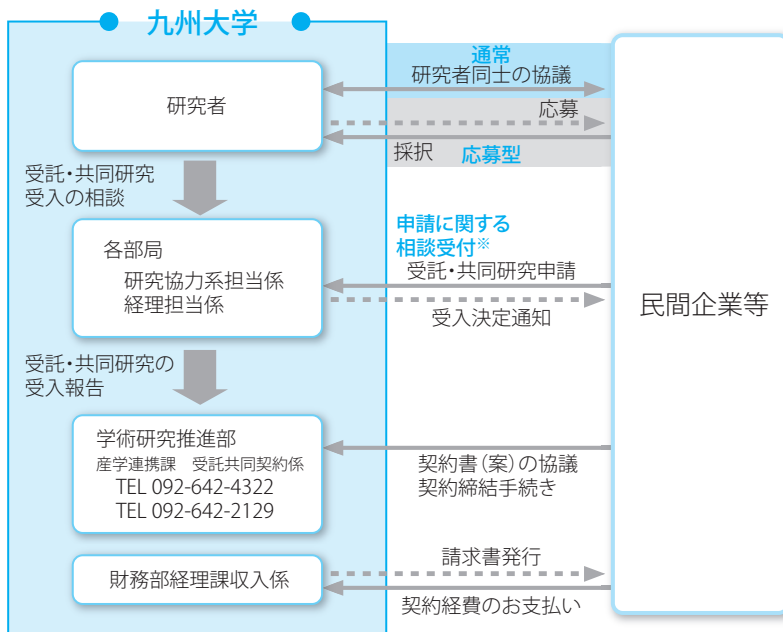 九州大学
通常
研究者同士の協議
研究者
応募
採択 応募型
受託・共同研究
受入の相談
申請に関する
相談受付※
各部局
研究協力系担当係
経理担当係
受託・共同研究申請
受入決定通知
民間企業等
受託・共同研究の
受入報告
学術研究推進部
産学連携課 受託共同契約係
TEL 092-642-4322
TEL 092-642-2129
契約書(案)の協議
契約締結手続き
財務部経理課収入係
請求書発行
契約経費のお支払い